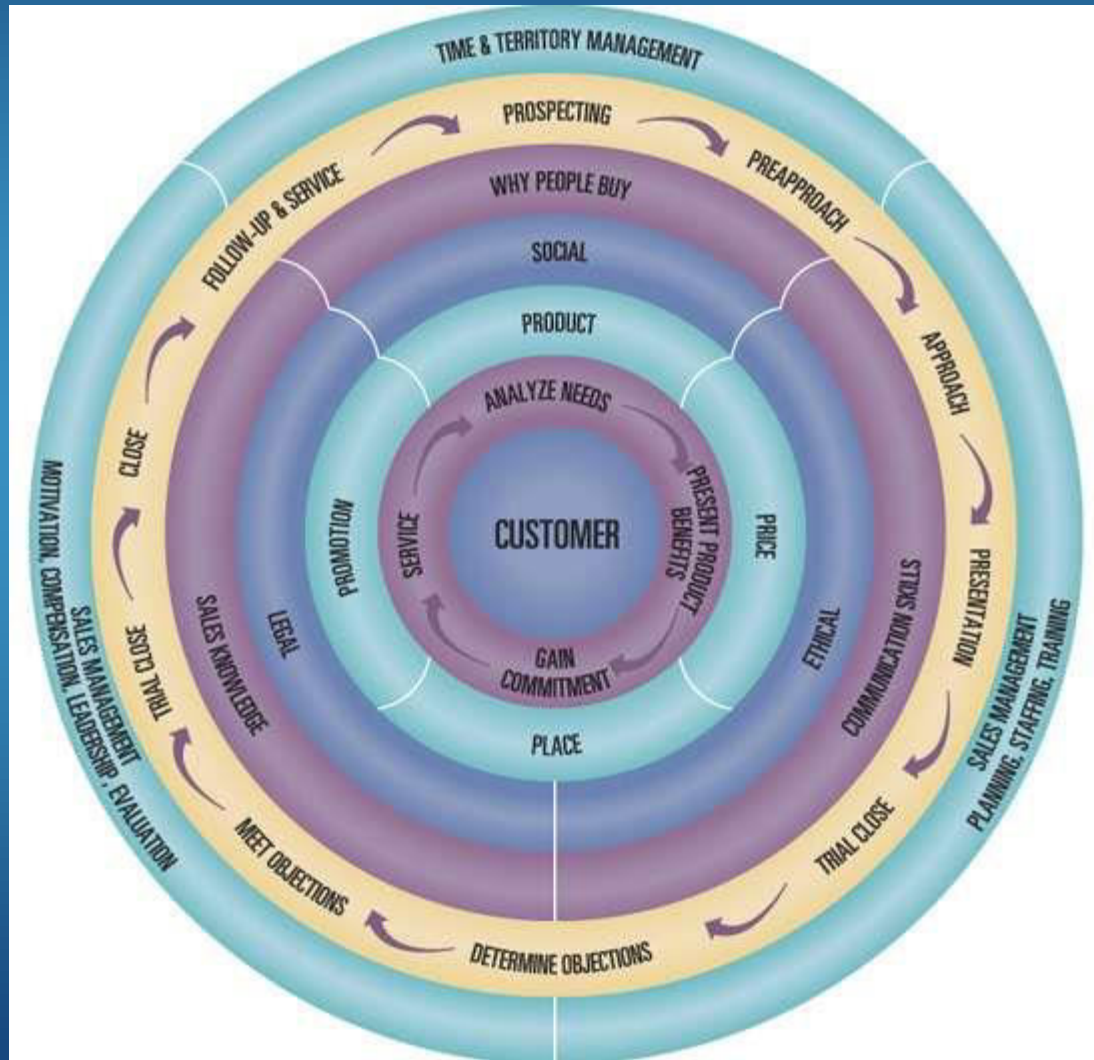 TIME & TERRITORY MANAGEMENT
PROSPECTING
PREAPPROACH
APPROACH
PRESENTATION
TRIAL CLOSE
DETERMINE OBJECTIONS
MEET OBJECTIONS
TRIAL CLOSE
CLOSE
FOLLOW-UP & SERVICE
WHY PEOPLE BUY
SOCIAL
PRODUCT
ANALYZE NEEDS
PRESENT PRODUCT
BENEFITS
GAIN
COMMITMENT
SERVICE
CUSTOMER
PROMOTION
PRICE
PLACE
LEGAL
ETHICAL
SALES KNOWLEDGE
COMMUNICATION SKILLS
SALES MANAGEMENT
PLANNING, STAFFING, TRAINING
SALES MANAGEMENT
MOTIVATION, COMPENSATION, LEADERSHIP, EVALUATION